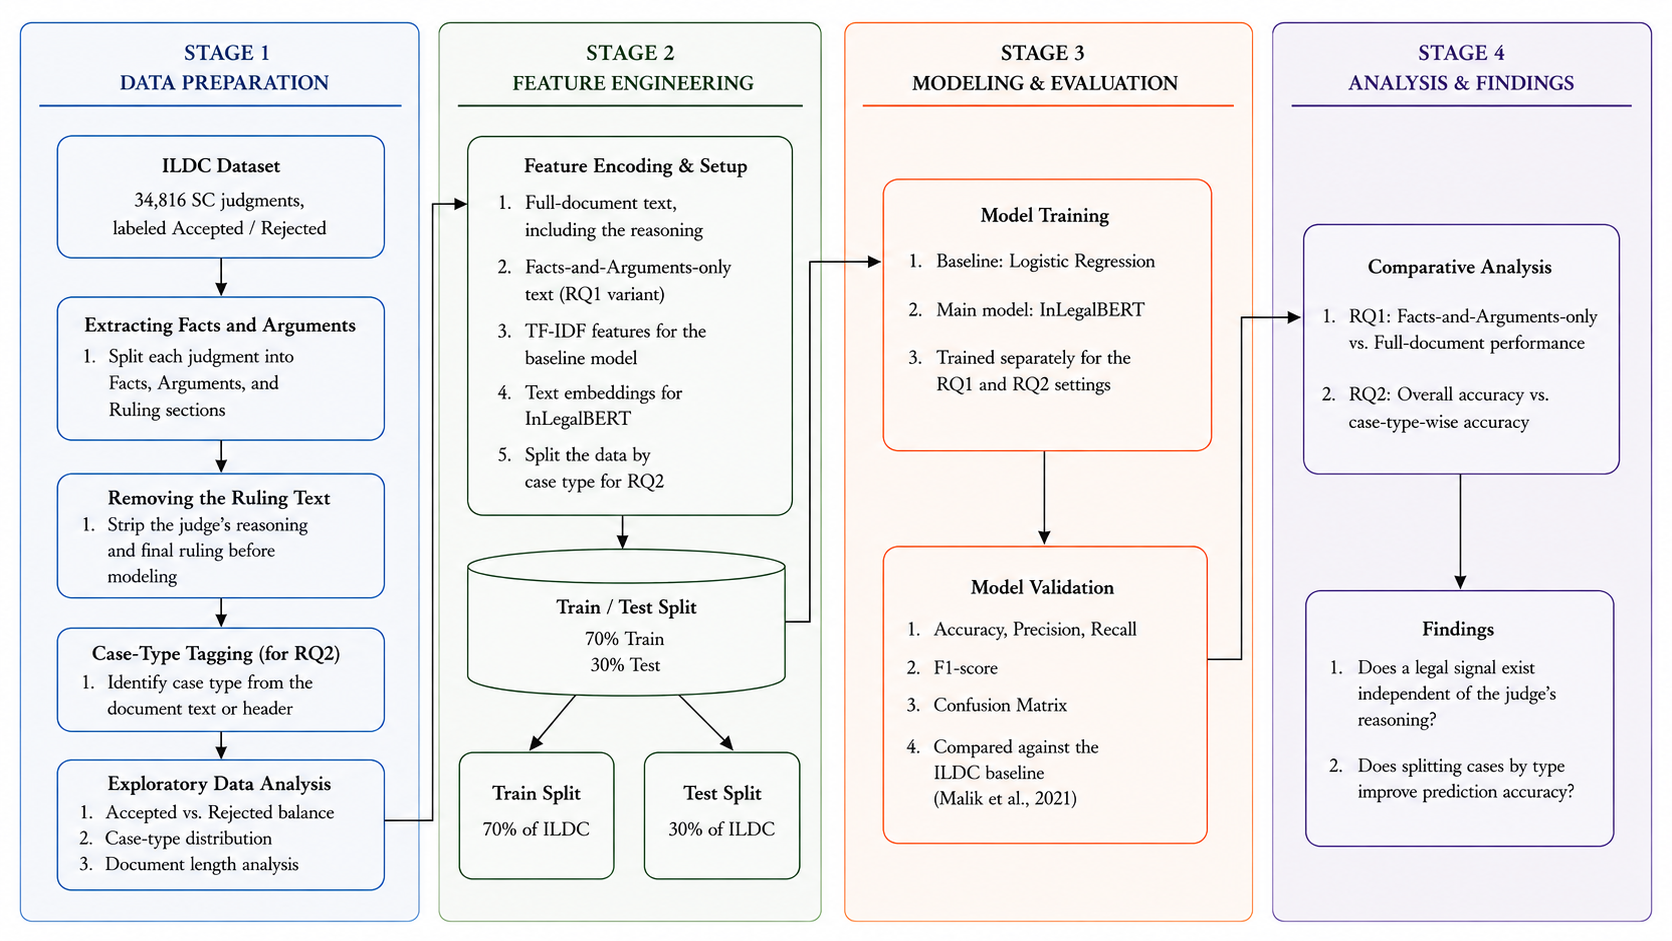 STAGE 1
DATA PREPARATION
ILDC Dataset
34,816 SC judgments,
labeled Accepted / Rejected
Extracting Facts and Arguments
1. Split each judgment into
Facts, Arguments, and
Ruling sections
Removing the Ruling Text
1. Strip the judge's reasoning
and final ruling before
modeling
Case-Type Tagging (for RQ2)
1. Identify case type from the
document text or header
Exploratory Data Analysis
1. Accepted vs. Rejected balance
2. Case-type distribution
3. Document length analysis
STAGE 2
FEATURE ENGINEERING
Feature Encoding & Setup
1. Full-document text,
including the reasoning
2. Facts-and-Arguments-only
text (RQ1 variant)
3. TF-IDF features for the
baseline model
4. Text embeddings for
InLegalBERT
5. Split the data by
case type for RQ2
Train / Test Split
70% Train
30% Test
Train Split
70% of ILDC
Test Split
30% of ILDC
STAGE 3
MODELING & EVALUATION
Model Training
1. Baseline: Logistic Regression
2. Main model: InLegalBERT
3. Trained separately for the
RQ1 and RQ2 settings
Model Validation
1. Accuracy, Precision, Recall
2. F1-score
3. Confusion Matrix
4. Compared against the
ILDC baseline
(Malik et al., 2021)
STAGE 4
ANALYSIS & FINDINGS
Comparative Analysis
1. RQ1: Facts-and-Arguments-only
vs. Full-document performance
2. RQ2: Overall accuracy vs.
case-type-wise accuracy
Findings
1. Does a legal signal exist
independent of the judge's
reasoning?
2. Does splitting cases by type
improve prediction accuracy?